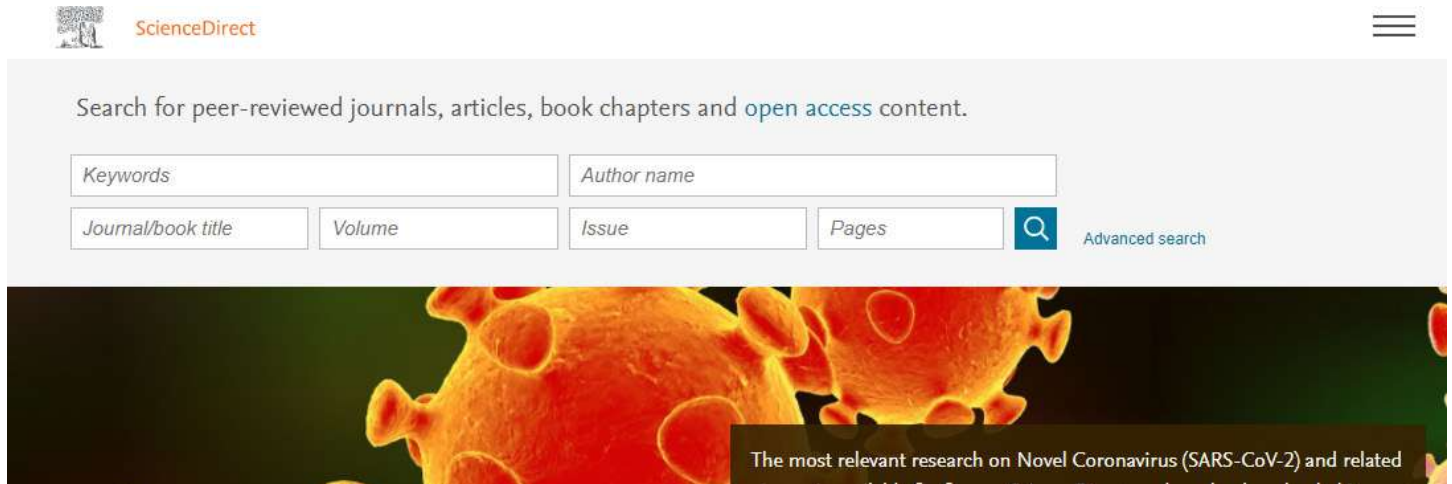 ScienceDirect
Search for peer-reviewed journals, articles, book chapters and open access content.
Keywords
Author name
Journal/book title
Volume
Issue
Pages
Advanced search
The most relevant research on Novel Coronavirus (SARS-CoV-2) and related